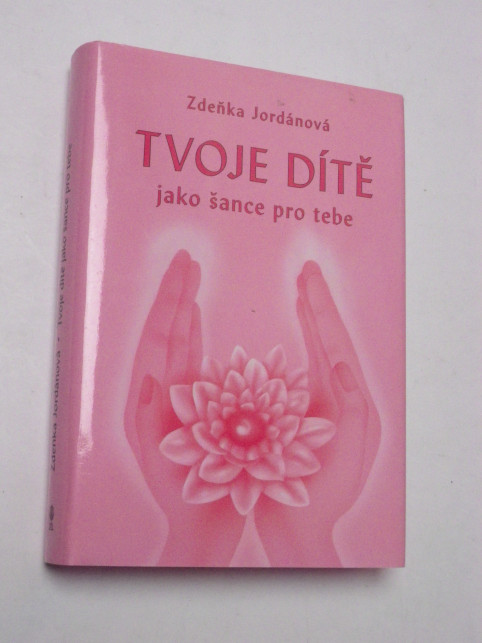 Zdeňka Jordánová
TVOJE DÍTĚ
jako šance pro tebe
Zdeňka Jordánová • Tvoje dítě jako šance pro tebe